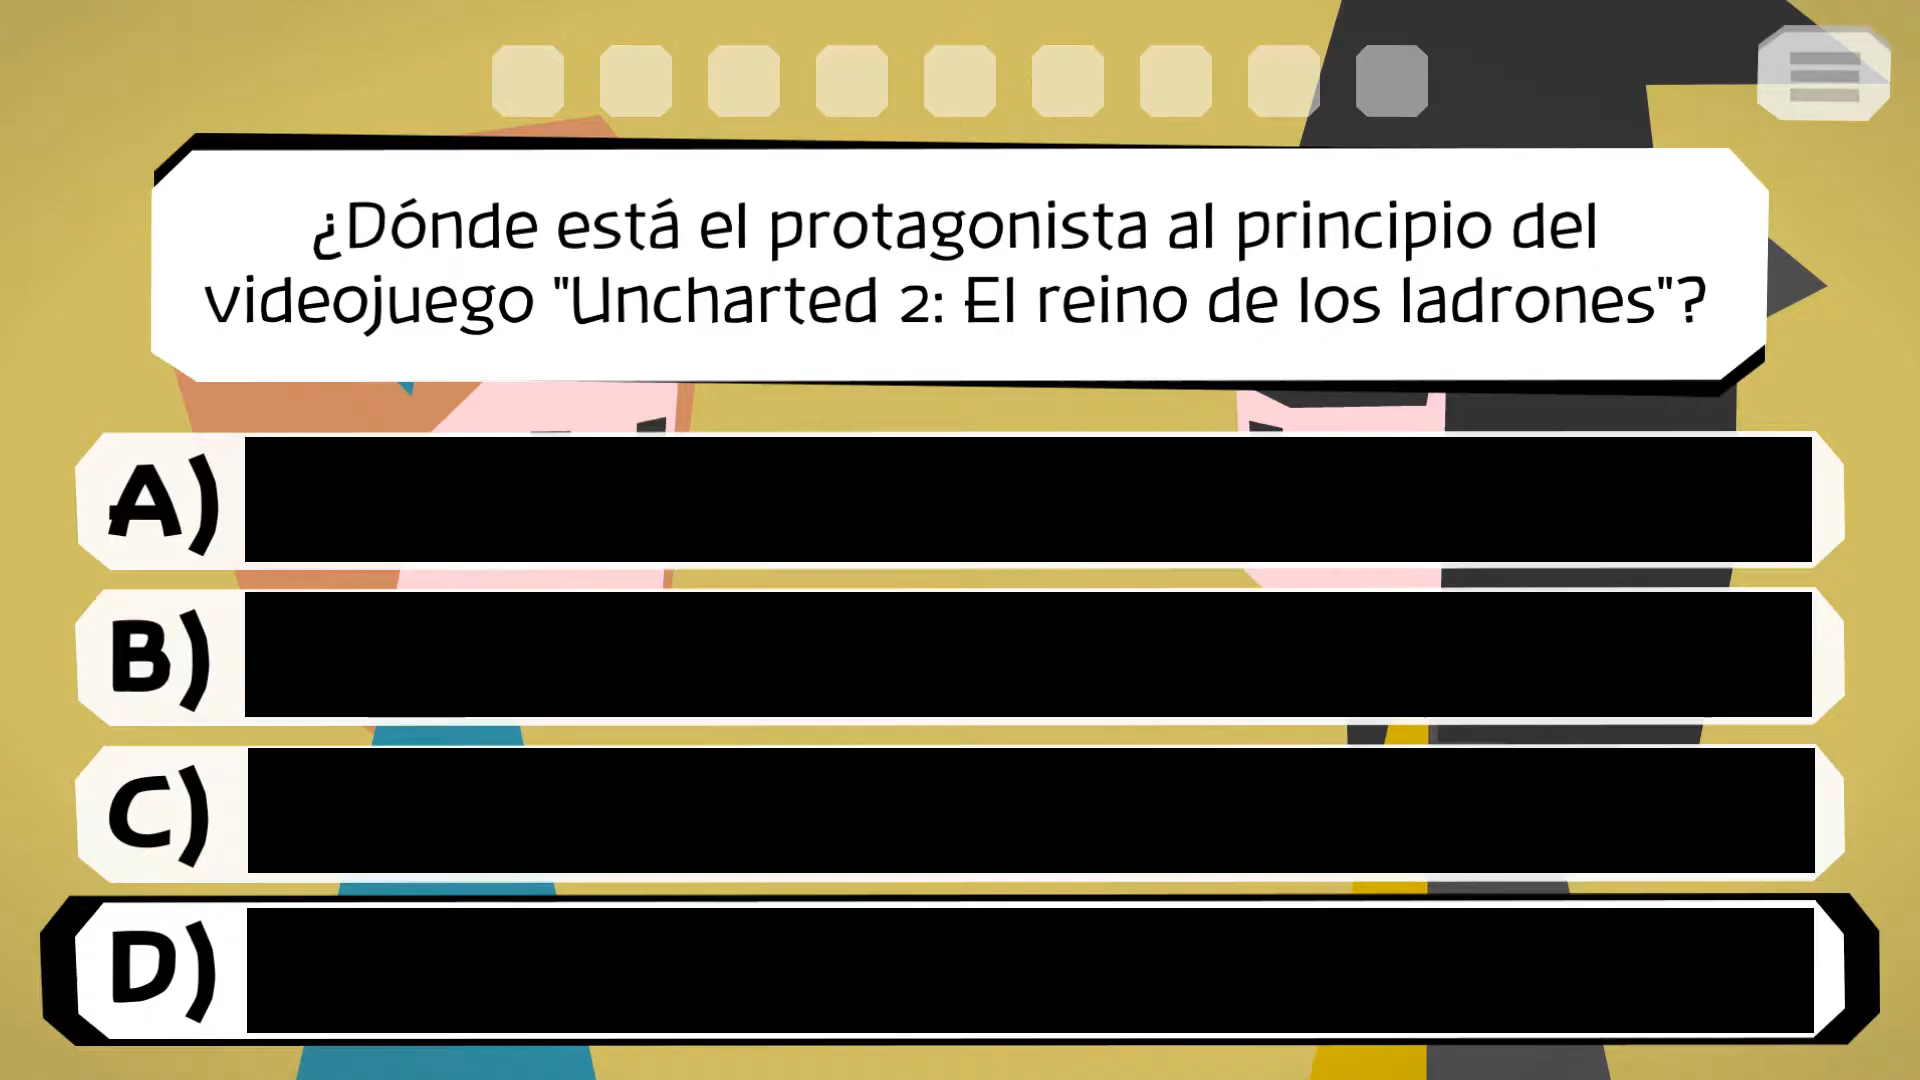 ¿Dónde está el protagonista al principio del
videojuego "Uncharted 2: El reino de los ladrones"?
A)
B)
C)
D)